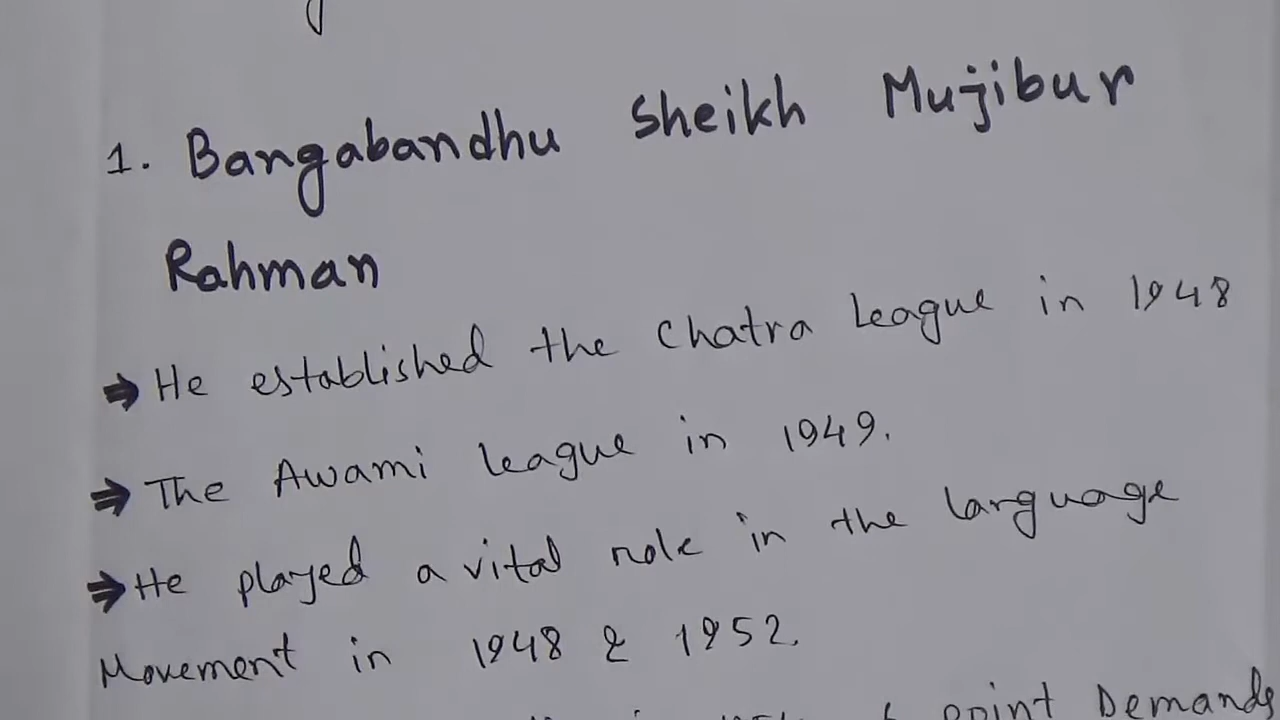 1. Bangabandhu Sheikh Mujibur
Rahman
⇒ He established the Chatra League in 1948
⇒ The Awami League in 1949.
⇒ He played a vital role in the language
Movement in 1948 & 1952.
point Demands